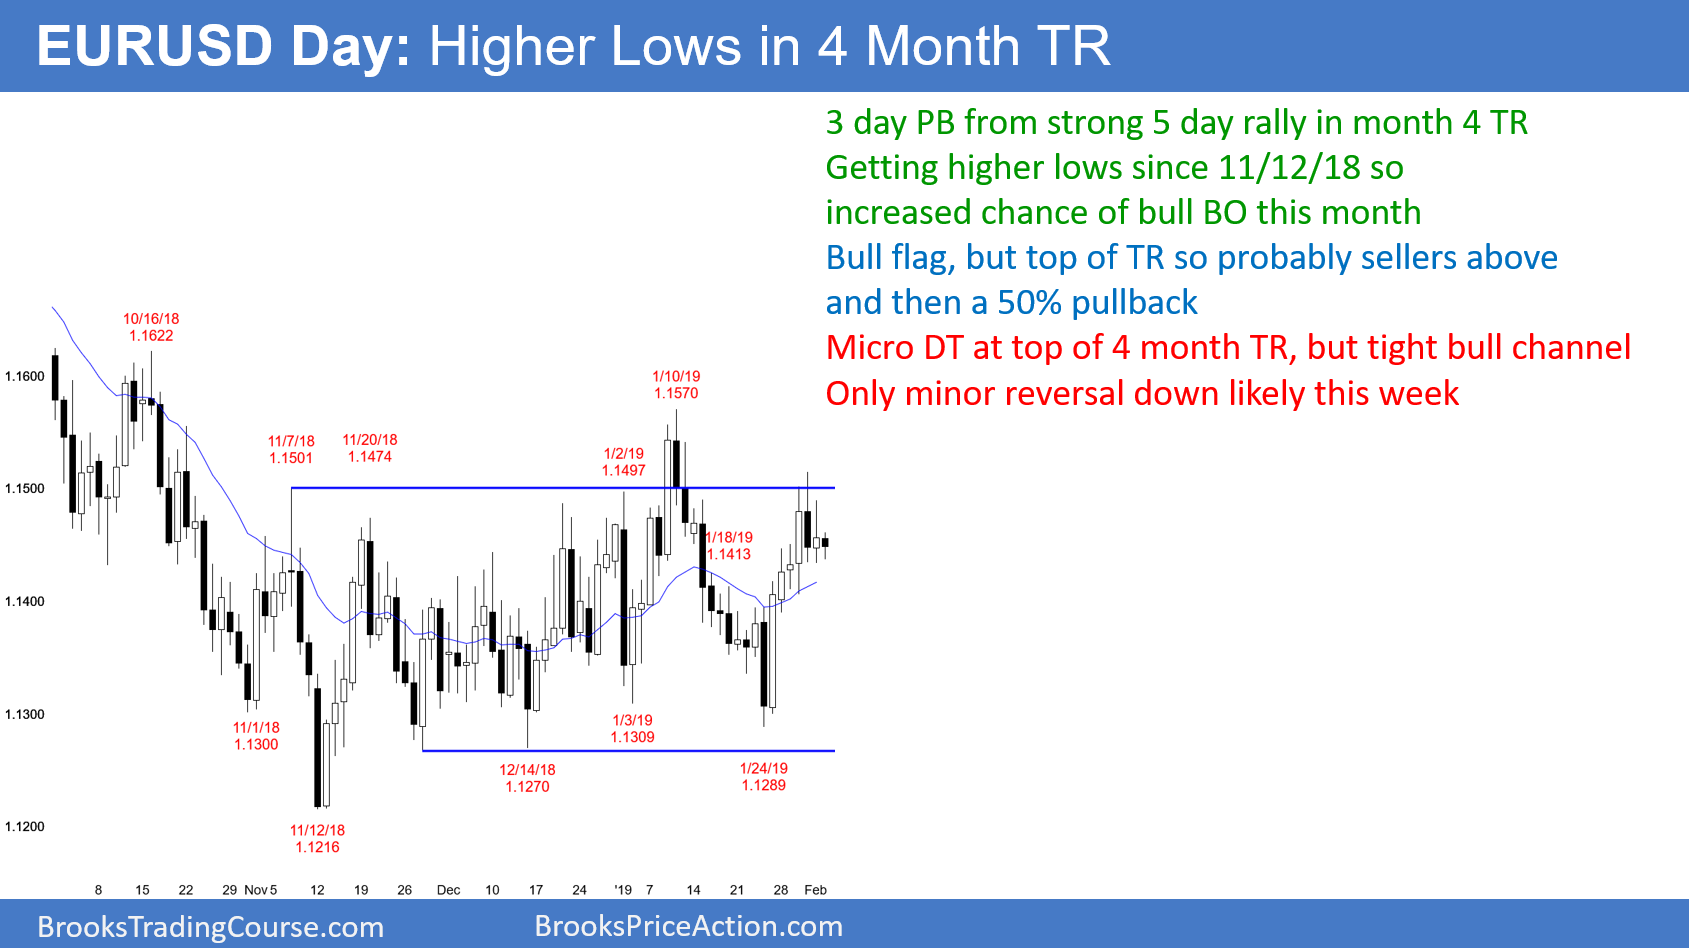 EURUSD Day: Higher Lows in 4 Month TR
3 day PB from strong 5 day rally in month 4 TR
Getting higher lows since 11/12/18 so
increased chance of bull BO this month
Bull flag, but top of TR so probably sellers above
and then a 50% pullback
Micro DT at top of 4 month TR, but tight bull channel
Only minor reversal down likely this week
10/16/18
1.1622
1/10/19
1.1570
11/7/18
1.1501
11/20/18
1.1474
1/2/19
1.1497
1/18/19
1.1413
11/1/18
1.1300
1/3/19
1.1309
12/14/18
1.1270
1/24/19
1.1289
11/12/18
1.1216
1.1600
1.1500
1.1400
1.1300
1.1200
8 15 22 29 Nov 5 12 19 26 Dec 10 17 24 '19 7 14 21 28 Feb
BrooksTradingCourse.com
BrooksPriceAction.com